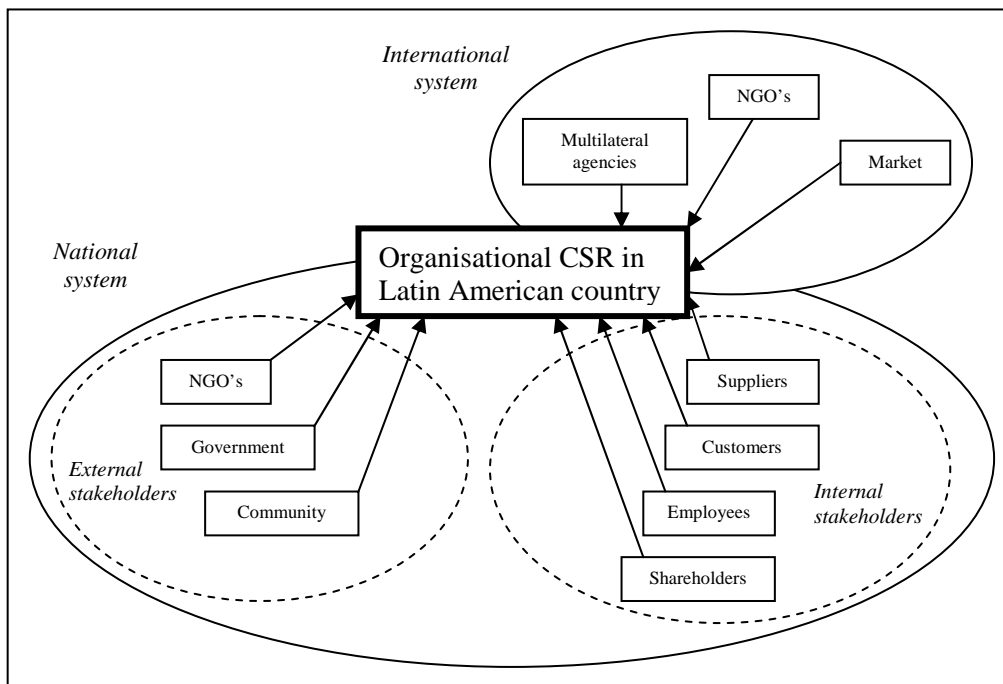 International
system
NGO's
Multilateral
agencies
Market
National
system
Organisational CSR in
Latin American country
NGO's
Government
Community
External
stakeholders
Suppliers
Customers
Employees
Shareholders
Internal
stakeholders